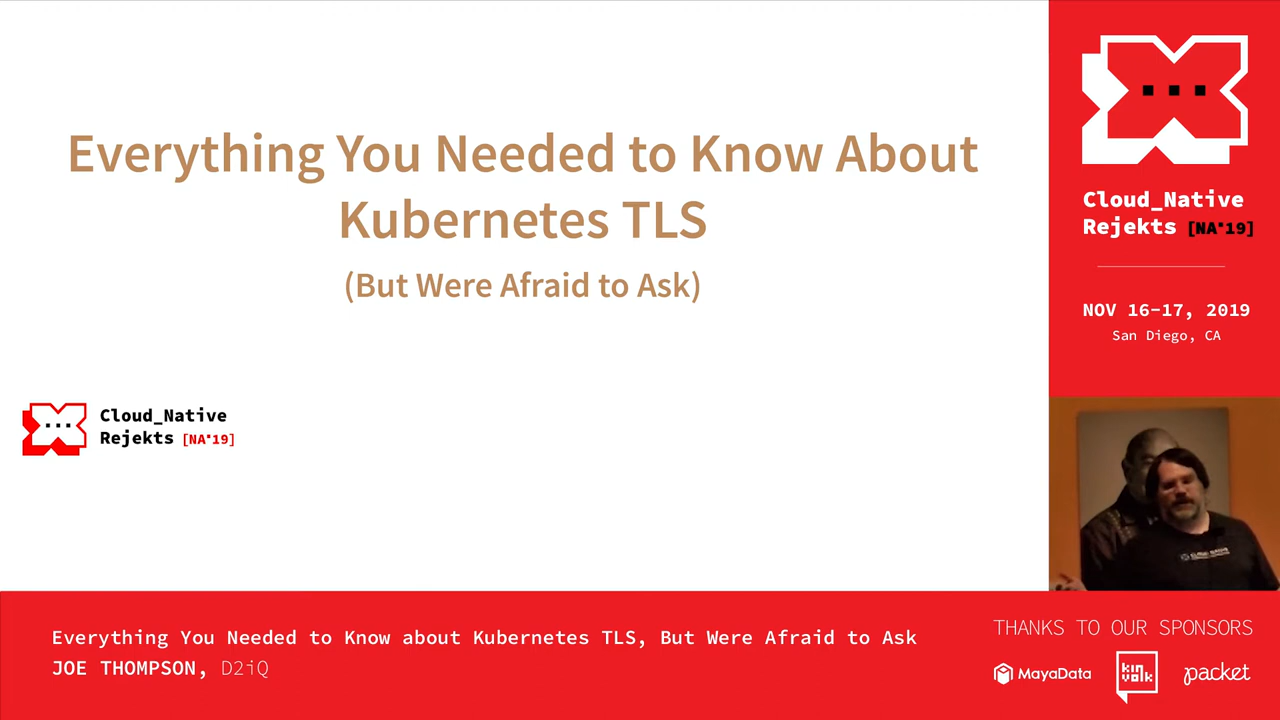 Everything You Needed to Know About
Kubernetes TLS
(But Were Afraid to Ask)
Cloud_Native
Rejekts [NA'19]
Cloud_Native
Rejekts [NA'19]
NOV 16-17, 2019
San Diego, CA
Everything You Needed to Know about Kubernetes TLS, But Were Afraid to Ask
JOE THOMPSON, D2iQ
THANKS TO OUR SPONSORS
MayaData
kinvolk
packet